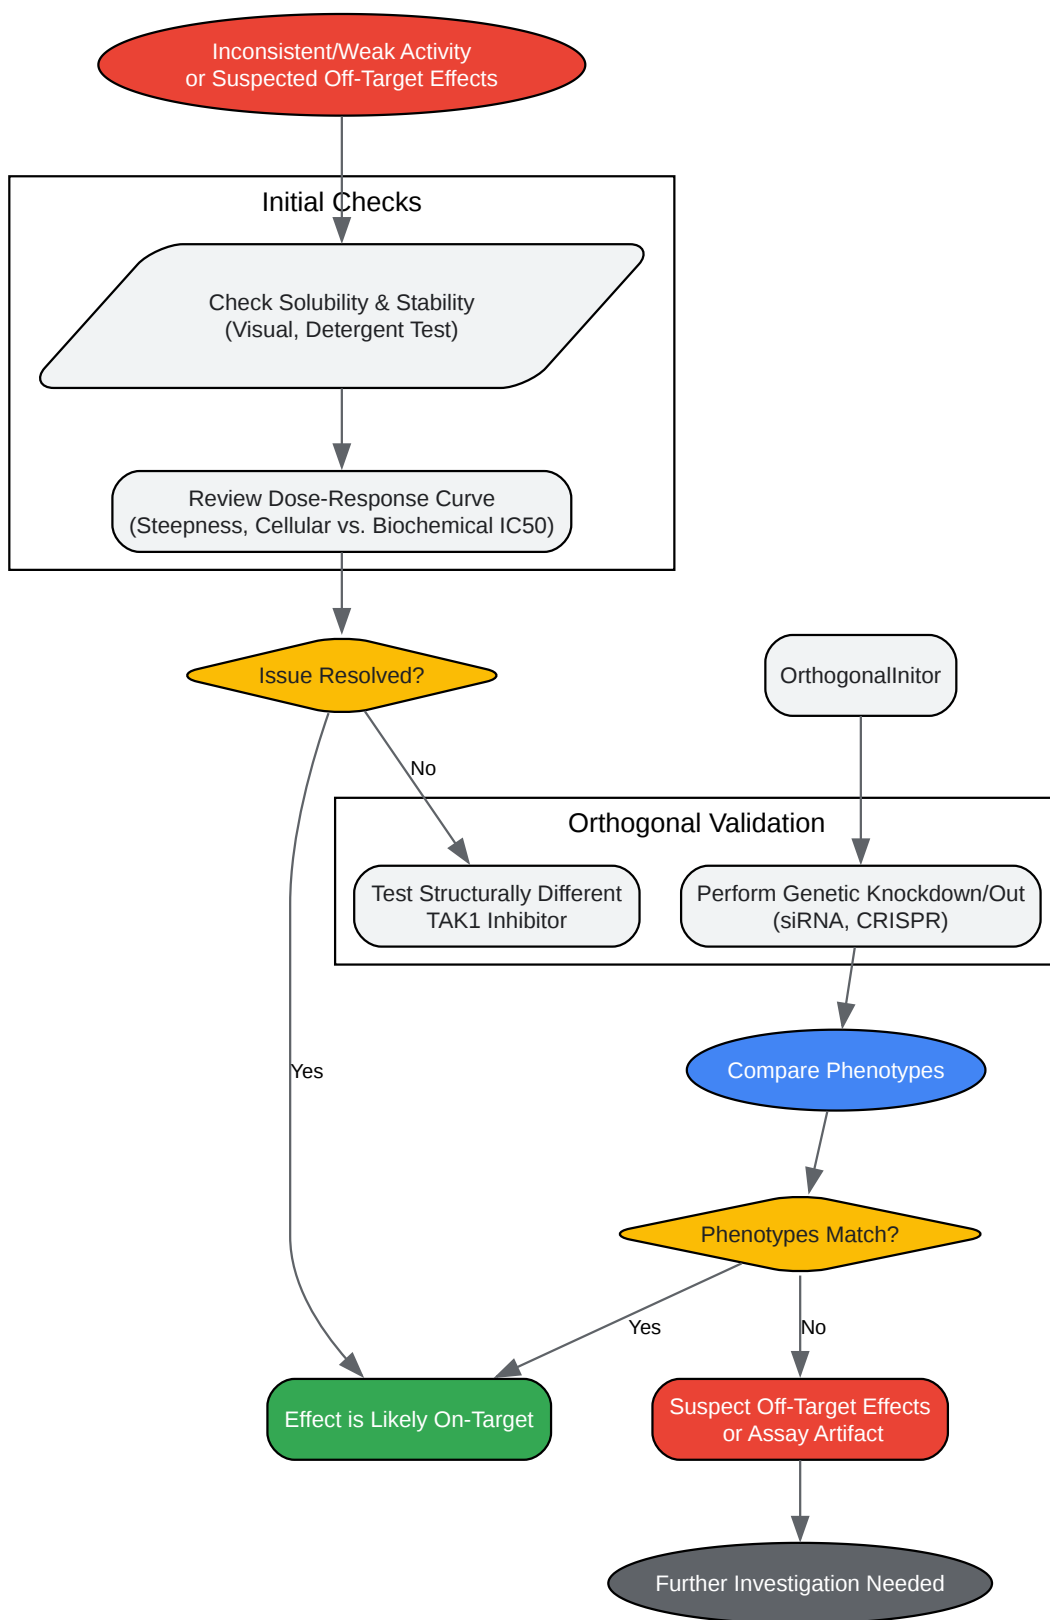 Inconsistent/Weak Activity
or Suspected Off-Target Effects
Initial Checks
Check Solubility & Stability
(Visual, Detergent Test)
Review Dose-Response Curve
(Steepness, Cellular vs. Biochemical IC50)
Issue Resolved?
OrthogonalInitor
No
Orthogonal Validation
Test Structurally Different
TAK1 Inhibitor
Perform Genetic Knockdown/Out
(siRNA, CRISPR)
Yes
Compare Phenotypes
Phenotypes Match?
Yes
No
Effect is Likely On-Target
Suspect Off-Target Effects
or Assay Artifact
Further Investigation Needed